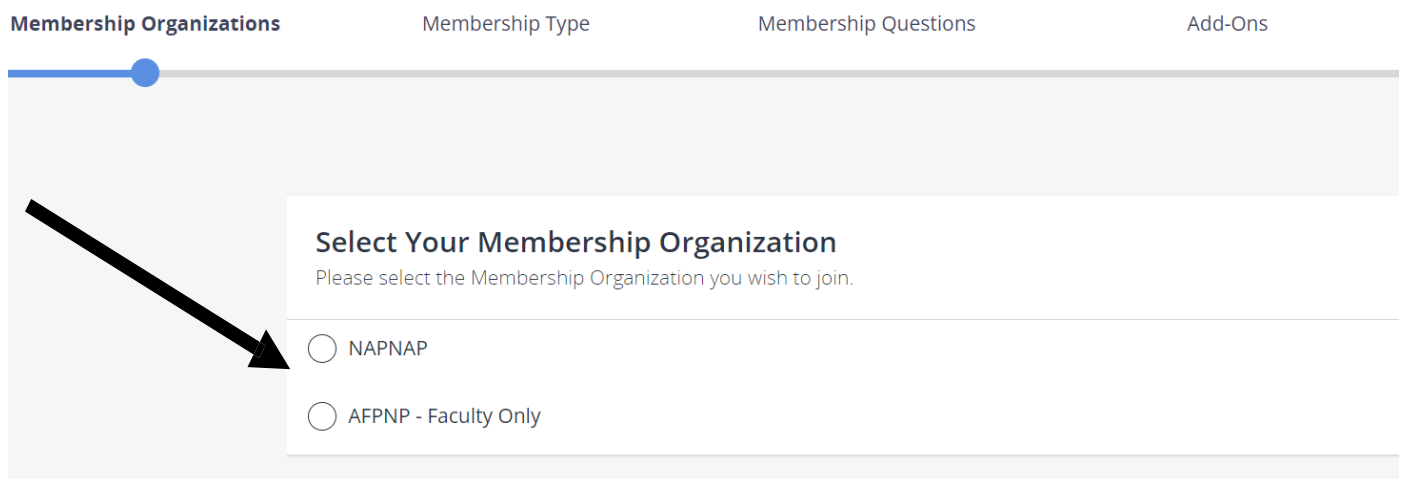 Membership Organizations Membership Type Membership Questions Add-Ons
Select Your Membership Organization
Please select the Membership Organization you wish to join.
NAPNAP
AFPNP - Faculty Only